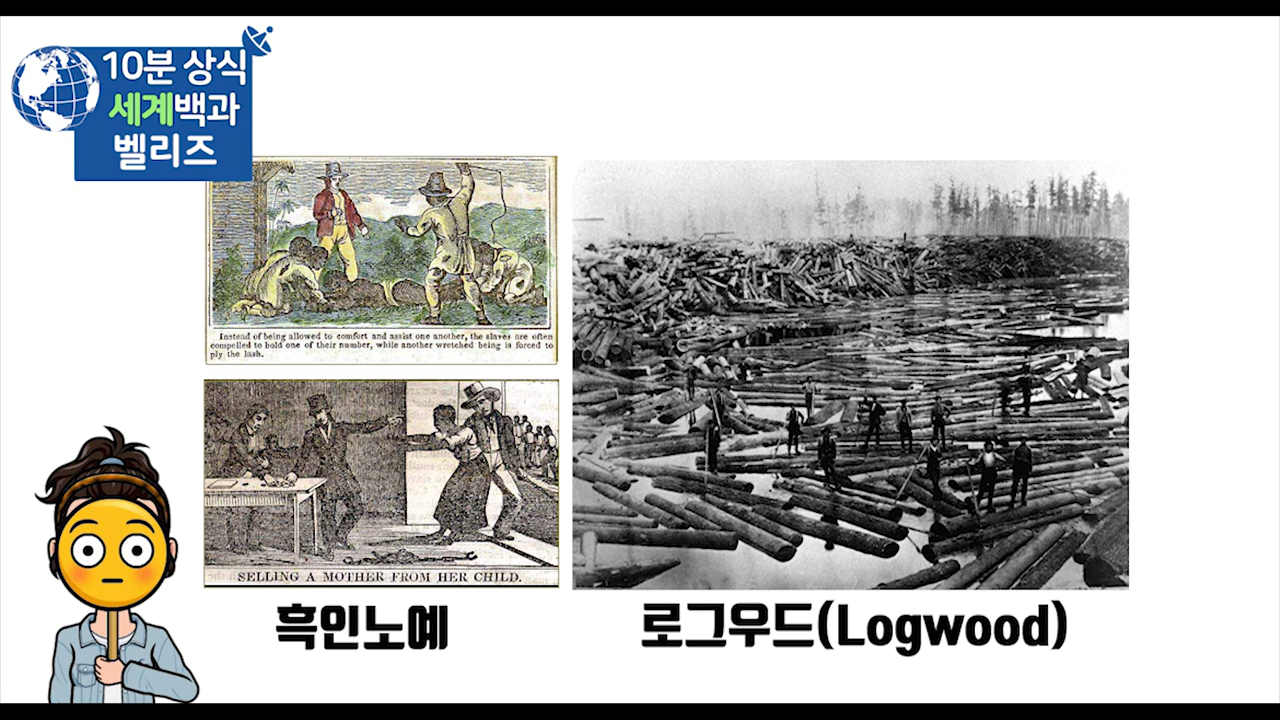 10분 상식
세계백과
벨리즈
Instead of being allowed to comfort and assist one another, the slaves are often
compelled to hold one of their number, while another wretched being is forced to
ply the lash.
SELLING A MOTHER FROM HER CHILD.
흑인노예
로그우드(Logwood)